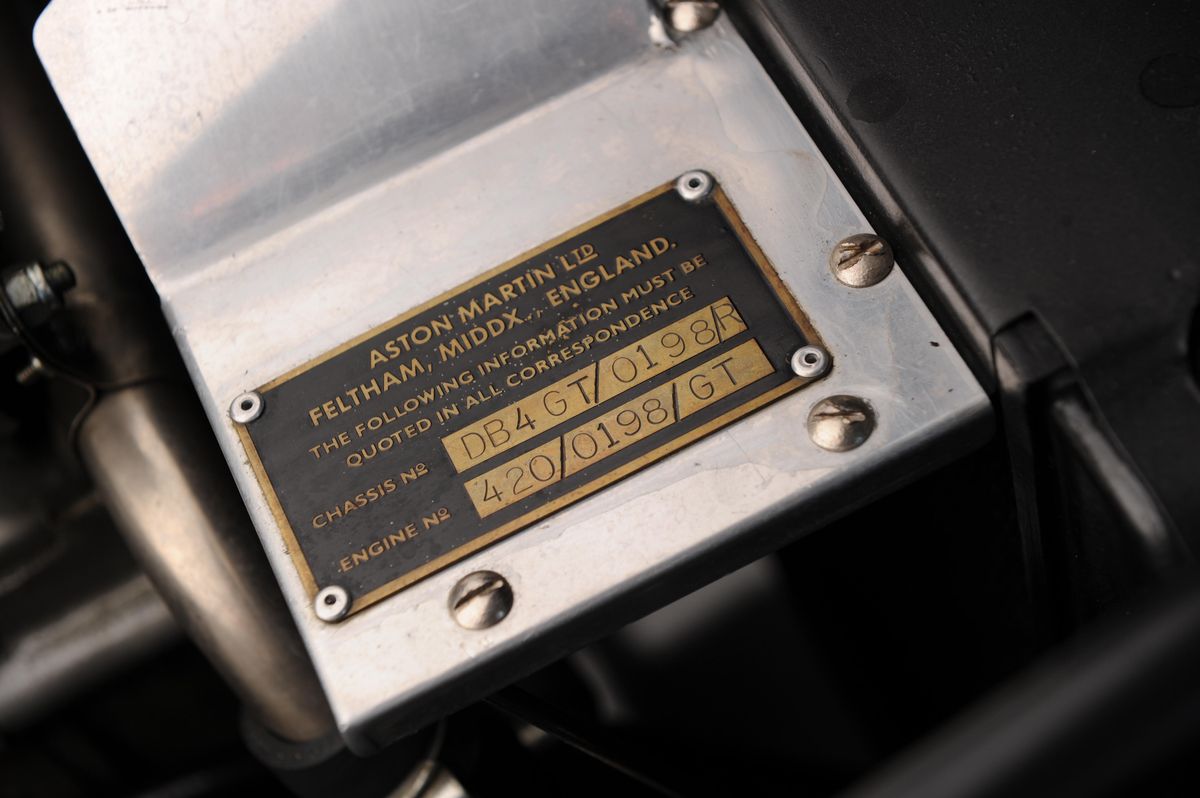 ASTON MARTIN LTD
FELTHAM, MIDDX., ENGLAND.
THE FOLLOWING INFORMATION MUST BE
QUOTED IN ALL CORRESPONDENCE
CHASSIS No DB4GT/0198/R
ENGINE No 420/0198/GT